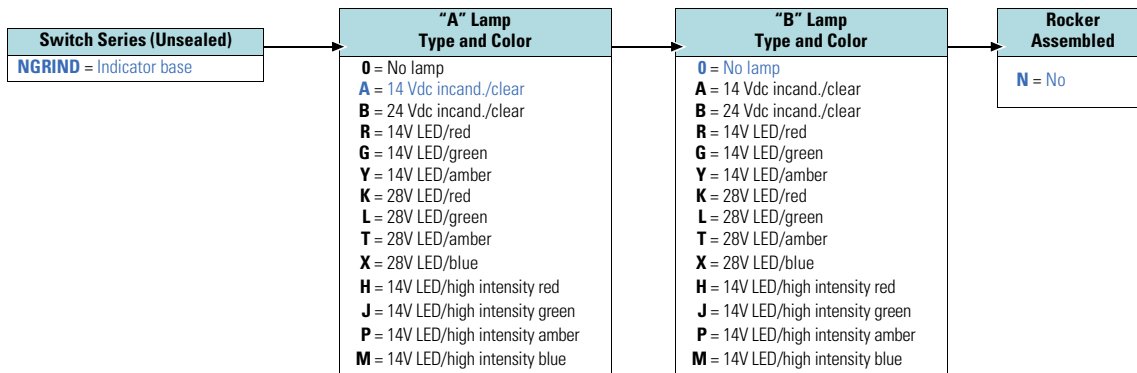 Switch Series (Unsealed)
NGRIND = Indicator base
“A” Lamp
Type and Color
0 = No lamp
A = 14 Vdc incand./clear
B = 24 Vdc incand./clear
R = 14V LED/red
G = 14V LED/green
Y = 14V LED/amber
K = 28V LED/red
L = 28V LED/green
T = 28V LED/amber
X = 28V LED/blue
H = 14V LED/high intensity red
J = 14V LED/high intensity green
P = 14V LED/high intensity amber
M = 14V LED/high intensity blue
“B” Lamp
Type and Color
0 = No lamp
A = 14 Vdc incand./clear
B = 24 Vdc incand./clear
R = 14V LED/red
G = 14V LED/green
Y = 14V LED/amber
K = 28V LED/red
L = 28V LED/green
T = 28V LED/amber
X = 28V LED/blue
H = 14V LED/high intensity red
J = 14V LED/high intensity green
P = 14V LED/high intensity amber
M = 14V LED/high intensity blue
Rocker
Assembled
N = No